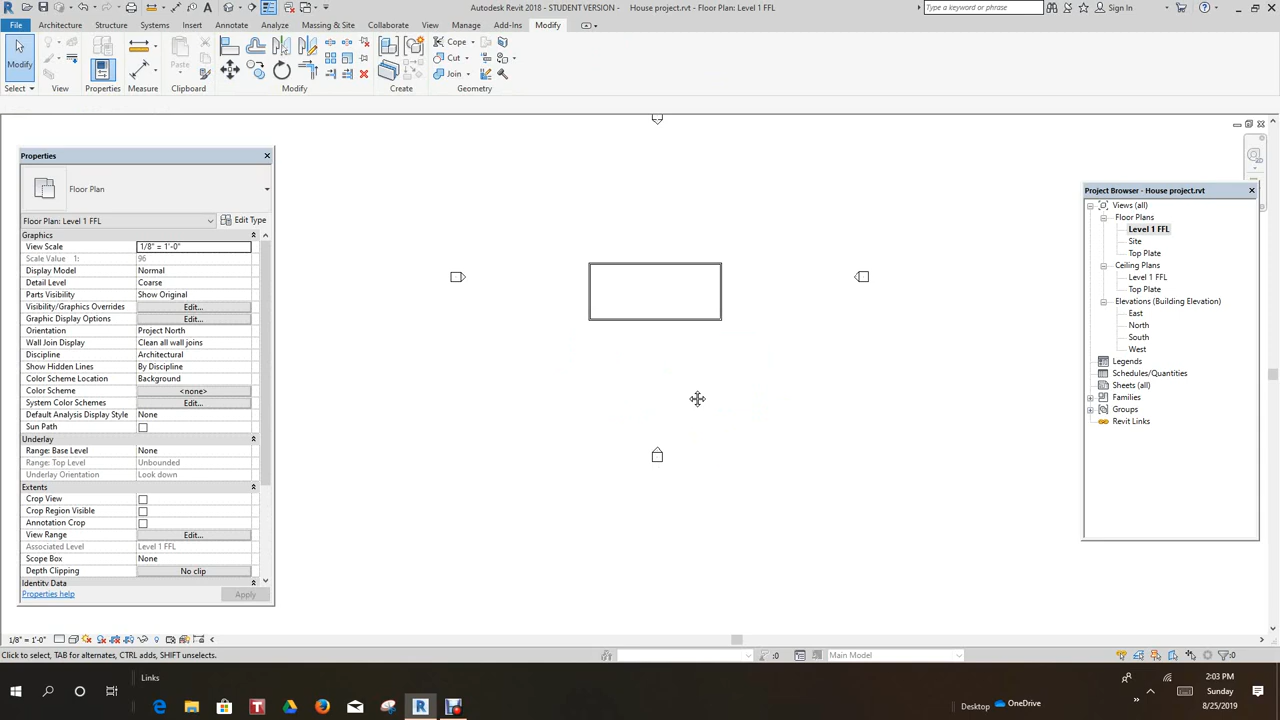 Autodesk Revit 2018 - STUDENT VERSION - House project.rvt - Floor Plan: Level 1 FFL
Type a keyword or phrase
Sign In
File Architecture Structure Systems Insert Annotate Analyze Massing & Site Collaborate View Manage Add-Ins Modify
Modify
Paste
Cope
Cut
Join
Select View Properties Measure Clipboard Modify Create Geometry
Properties
Floor Plan
Floor Plan: Level 1 FFL
Edit Type
Graphics
View Scale 1/8" = 1'-0"
Scale Value 1: 96
Display Model Normal
Detail Level Coarse
Parts Visibility Show Original
Visibility/Graphics Overrides Edit...
Graphic Display Options Edit...
Orientation Project North
Wall Join Display Clean all wall joins
Discipline Architectural
Show Hidden Lines By Discipline
Color Scheme Location Background
Color Scheme <none>
System Color Schemes Edit...
Default Analysis Display Style None
Sun Path
Underlay
Range: Base Level None
Range: Top Level Unbounded
Underlay Orientation Look down
Extents
Crop View
Crop Region Visible
Annotation Crop
View Range Edit...
Associated Level Level 1 FFL
Scope Box None
Depth Clipping No clip
Identity Data
Properties help
Apply
Project Browser - House project.rvt
Views (all)
Floor Plans
Level 1 FFL
Site
Top Plate
Ceiling Plans
Level 1 FFL
Top Plate
Elevations (Building Elevation)
East
North
South
West
Legends
Schedules/Quantities
Sheets (all)
Families
Groups
Revit Links
1/8" = 1'-0"
Click to select, TAB for alternates, CTRL adds, SHIFT unselects.
:0
Main Model
:0
Links
2:03 PM
Sunday
8/25/2019
Desktop
OneDrive